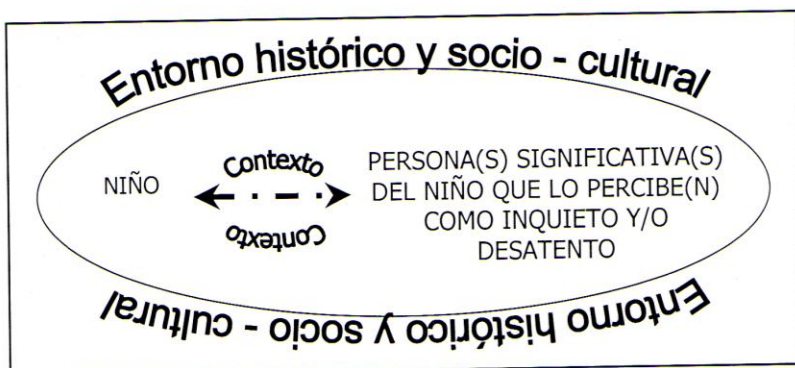 Entorno histórico y socio - cultural
NIÑO
Contexto
Contexto
PERSONA(S) SIGNIFICATIVA(S)
DEL NIÑO QUE LO PERCIBE(N)
COMO INQUIETO Y/O
DESATENTO
Entorno histórico y socio - cultural